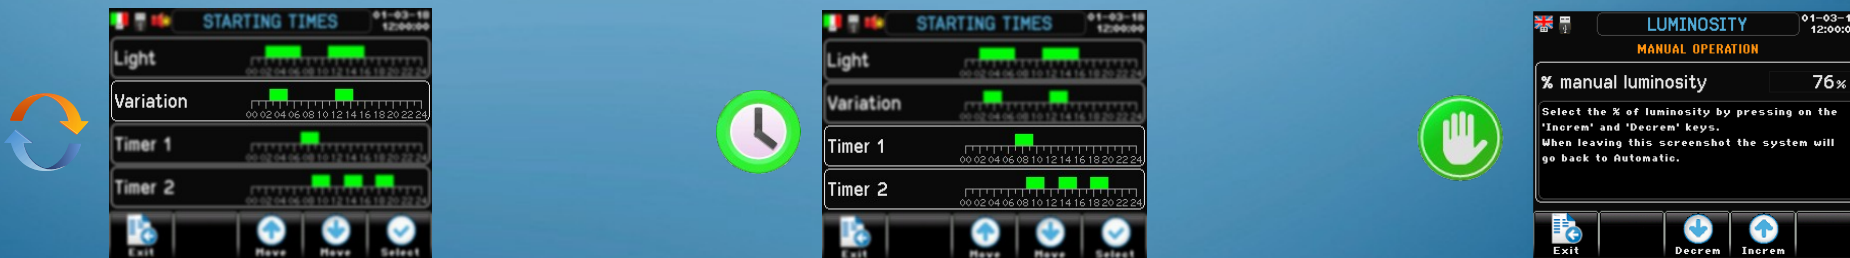 STARTING TIMES
01-03-18
12:00:00
Light
00 02 04 06 08 10 12 14 16 18 20 22 24
Variation
00 02 04 06 08 10 12 14 16 18 20 22 24
Timer 1
00 02 04 06 08 10 12 14 16 18 20 22 24
Timer 2
00 02 04 06 08 10 12 14 16 18 20 22 24
Exit
Move
Move
Select
STARTING TIMES
01-03-18
12:00:00
Light
00 02 04 06 08 10 12 14 16 18 20 22 24
Variation
00 02 04 06 08 10 12 14 16 18 20 22 24
Timer 1
00 02 04 06 08 10 12 14 16 18 20 22 24
Timer 2
00 02 04 06 08 10 12 14 16 18 20 22 24
Exit
Move
Move
Select
LUMINOSITY
01-03-1
12:00:0
MANUAL OPERATION
% manual luminosity 76%
Select the % of luminosity by pressing on the
'Increm' and 'Decrem' keys.
When leaving this screenshot the system will
go back to Automatic.
Exit
Decrem
Increm